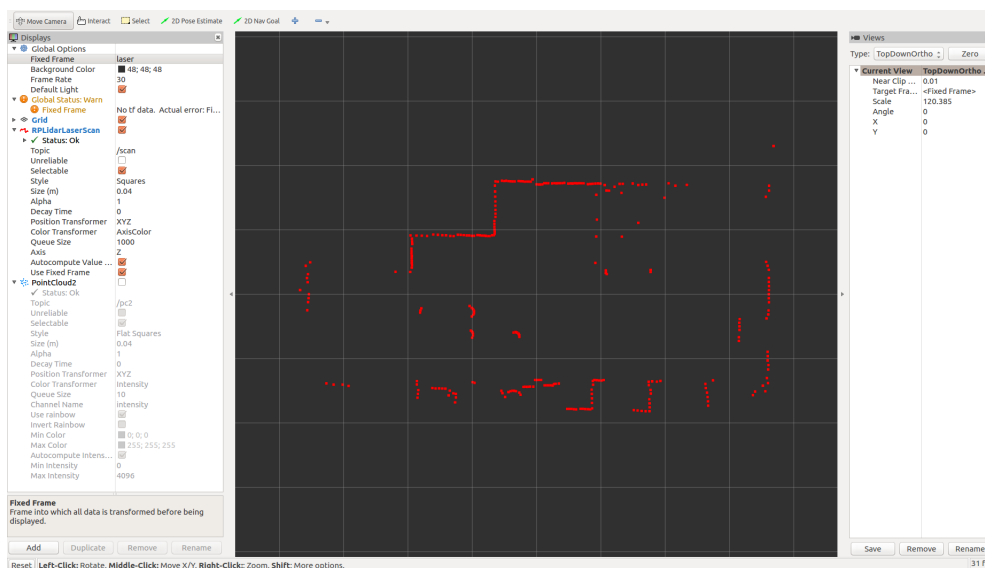 Move Camera Interact Select 2D Pose Estimate 2D Nav Goal
Displays
Global Options
Fixed Frame laser
Background Color 48; 48; 48
Frame Rate 30
Default Light
Global Status: Warn
Fixed Frame No tf data. Actual error: Fi...
Grid
RPLidarLaserScan
Status: Ok
Topic /scan
Unreliable
Selectable
Style Squares
Size (m) 0.04
Alpha 1
Decay Time 0
Position Transformer XYZ
Color Transformer AxisColor
Queue Size 1000
Axis Z
Autocompute Value ...
Use Fixed Frame
PointCloud2
Status: Ok
Topic /pc2
Unreliable
Selectable
Style Flat Squares
Size (m) 0.04
Alpha 1
Decay Time 0
Position Transformer XYZ
Color Transformer Intensity
Queue Size 10
Channel Name intensity
Use rainbow
Invert Rainbow
Min Color 0; 0; 0
Max Color 255; 255; 255
Autocompute Intens...
Min Intensity 0
Max Intensity 4096
Fixed Frame
Frame into which all data is transformed before being
displayed.
Add Duplicate Remove Rename
Reset Left-Click: Rotate. Middle-Click: Move X/Y. Right-Click:: Zoom. Shift: More options.
Views
Type: TopDownOrtho Zero
Current View TopDownOrtho ...
Near Clip ... 0.01
Target Fra... <Fixed Frame>
Scale 120.385
Angle 0
X 0
Y 0
Save Remove Rename
31 f